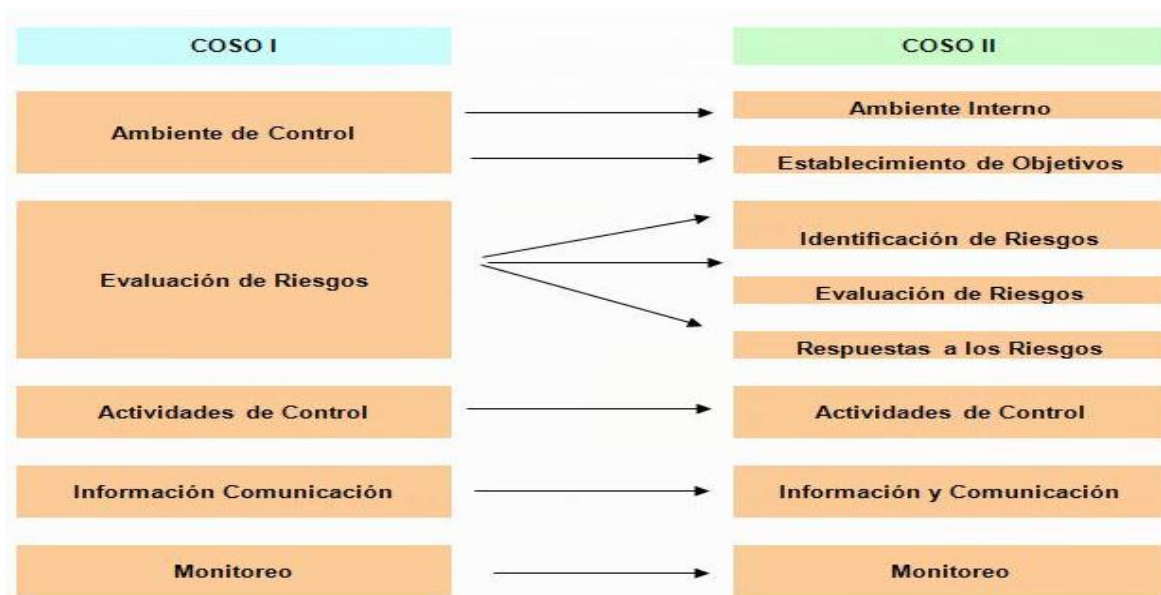 COSO I
COSO II
Ambiente de Control
Ambiente Interno
Establecimiento de Objetivos
Evaluación de Riesgos
Identificación de Riesgos
Evaluación de Riesgos
Respuestas a los Riesgos
Actividades de Control
Actividades de Control
Información Comunicación
Información y Comunicación
Monitoreo
Monitoreo